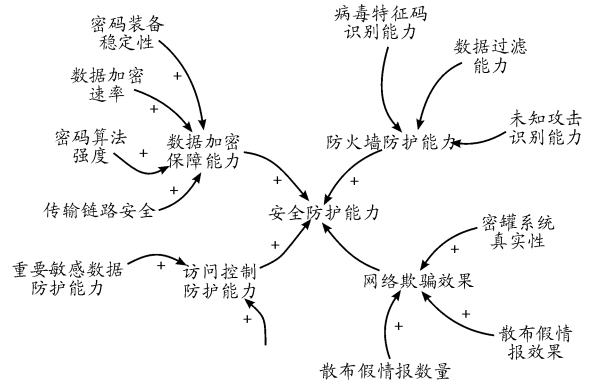 密码装备
稳定性
+
数据加密
速率
+
密码算法
强度
+
传输链路安全
+
数据加密
保障能力
+
病毒特征码
识别能力
数据过滤
能力
未知攻击
识别能力
防火墙防护能力
+
安全防护能力
重要敏感数据
防护能力
+
访问控制
防护能力
+
+
密罐系统
真实性
+
网络欺骗效果
散布假情
报效果
+
散布假情报数量
+